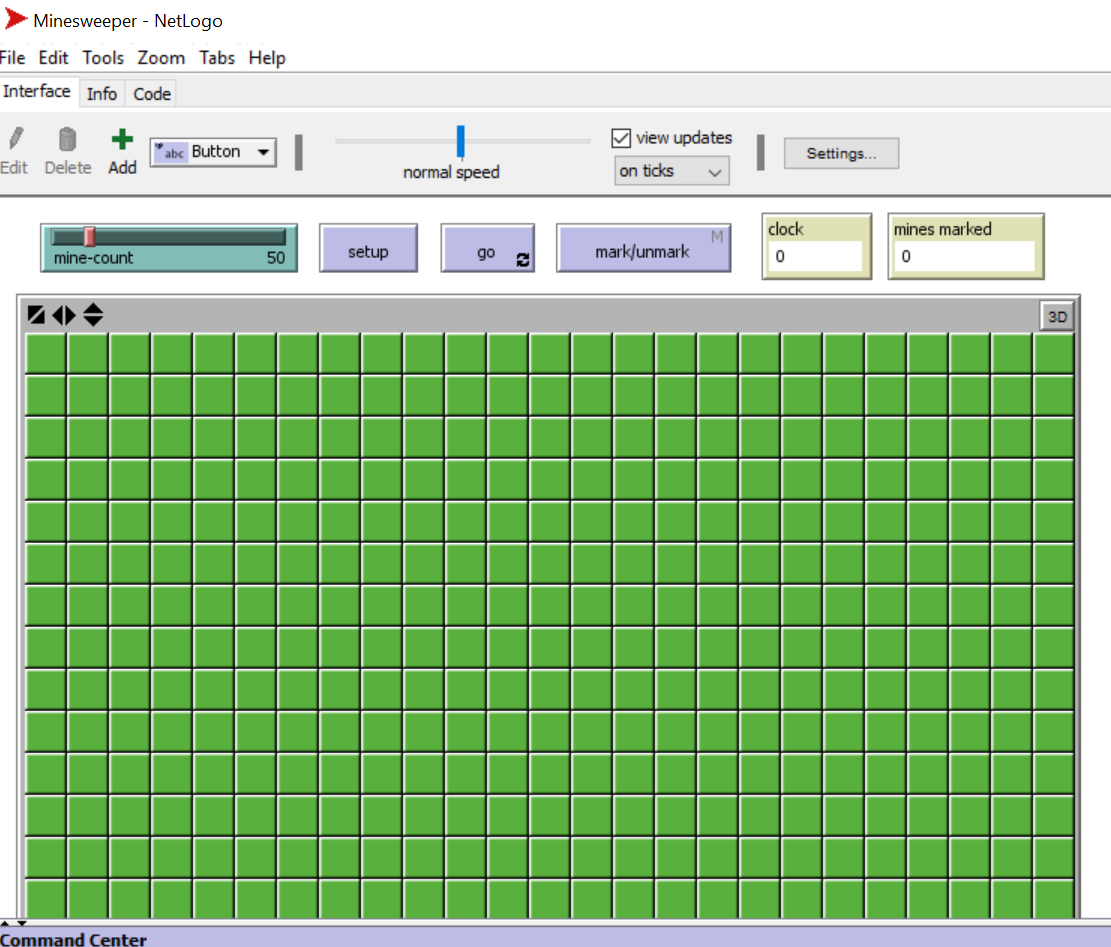 Minesweeper - NetLogo
File Edit Tools Zoom Tabs Help
Interface Info Code
Edit Delete Add abc Button normal speed view updates on ticks Settings...
mine-count 50 setup go mark/unmark M clock 0 mines marked 0
3D
Command Center